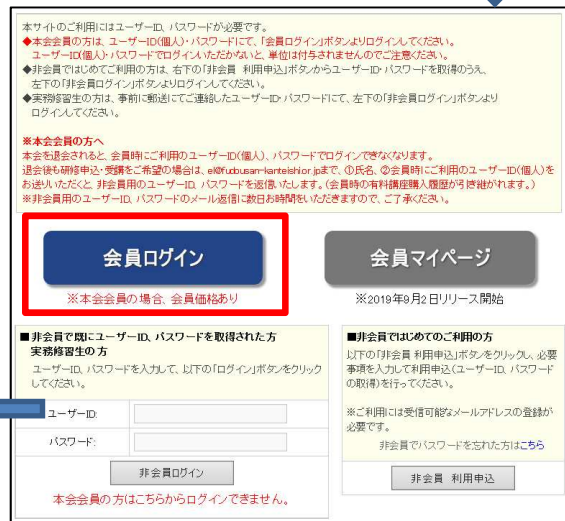 本サイトのご利用にはユーザーID、パスワードが必要です。
◆本会会員の方は、ユーザーID(個人)・パスワードにて、「会員ログイン」ボタンよりログインしてください。
ユーザーID(個人)・パスワードでログインいただかないと、単位は付与されませんのでご注意ください。
◆非会員ではじめてご利用の方は、右下の「非会員 利用申込」ボタンからユーザーID・パスワードを取得のうえ、
左下の「非会員ログイン」ボタンよりログインしてください。
◆実務修習生の方は、事前に郵送にてご連絡したユーザーID・パスワードにて、左下の「非会員ログイン」ボタンより
ログインしてください。
※本会会員の方へ
本会を退会されると、会員時にご利用のユーザーID(個人)、パスワードでログインできなくなります。
退会後も研修申込・受講をご希望の場合は、el@fudousan-kanteishi.or.jpまで、①氏名、②会員時にご利用のユーザーID(個人)を
お送りいただくと、非会員用のユーザーID、パスワードを返信いたします。(会員時の有料講座購入履歴が引き継がれます。)
※非会員用のユーザーID、パスワードのメール返信に数日お時間をいただきますので、ご了承ください。
会員ログイン
※本会会員の場合、会員価格あり
会員マイページ
※2019年9月2日リリース開始
■非会員で既にユーザーID、パスワードを取得された方
実務修習生の方
ユーザーID、パスワードを入力して、以下の「ログイン」ボタンをクリック
してください。
ユーザーID:
パスワード:
非会員ログイン
本会会員の方はこちらからログインできません。
■非会員ではじめてのご利用の方
以下の「非会員 利用申込」ボタンをクリックし、必要
事項を入力して利用申込(ユーザーID、パスワード
の取得)を行ってください。
※ご利用には受信可能なメールアドレスの登録が
必要です。
非会員でパスワードを忘れた方はこちら
非会員 利用申込